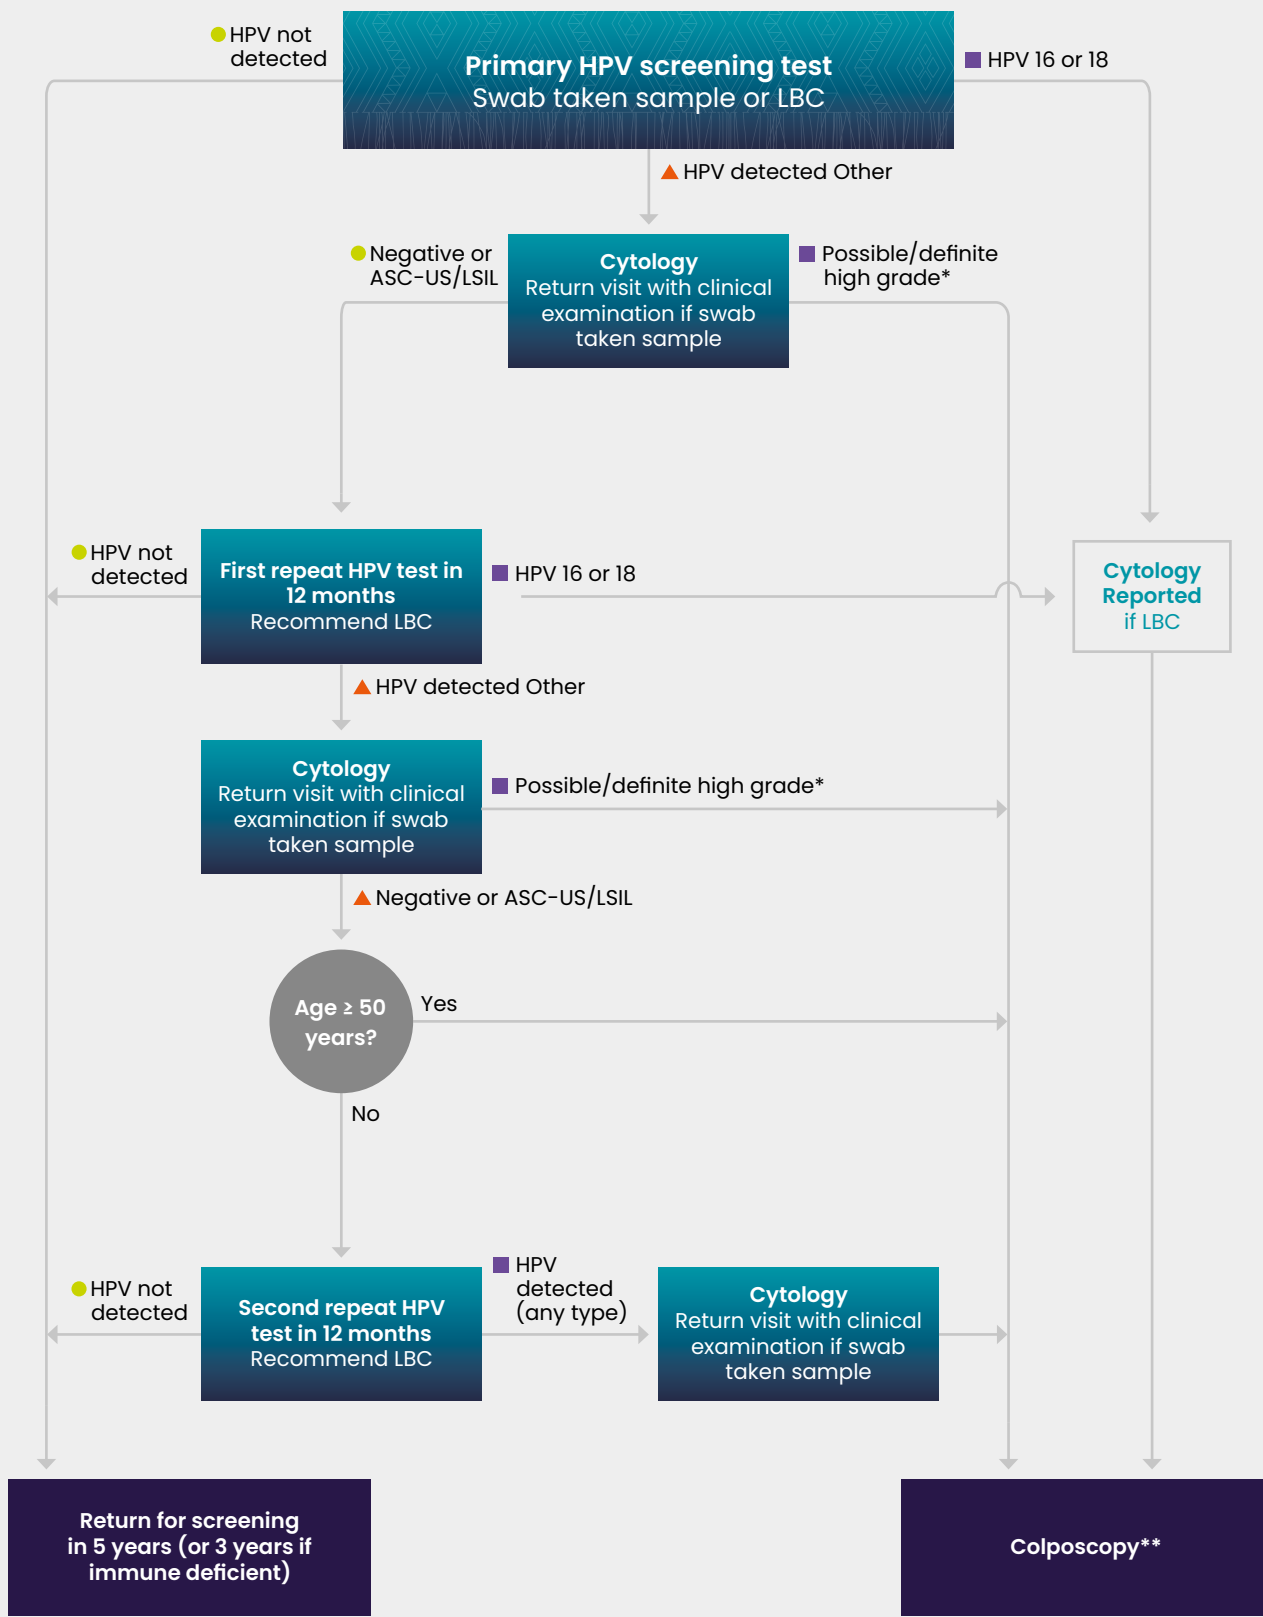 HPV not
detected
Primary HPV screening test
Swab taken sample or LBC
HPV 16 or 18
HPV detected Other
Negative or
ASC-US/LSIL
Cytology
Return visit with clinical
examination if swab
taken sample
Possible/definite
high grade*
HPV not
detected
First repeat HPV test in
12 months
Recommend LBC
HPV 16 or 18
Cytology
Reported
if LBC
HPV detected Other
Cytology
Return visit with clinical
examination if swab
taken sample
Possible/definite high grade*
Negative or ASC-US/LSIL
Age ≥ 50
years?
Yes
No
HPV not
detected
Second repeat HPV
test in 12 months
Recommend LBC
HPV
detected
(any type)
Cytology
Return visit with clinical
examination if swab
taken sample
Return for screening
in 5 years (or 3 years if
immune deficient)
Colposcopy**